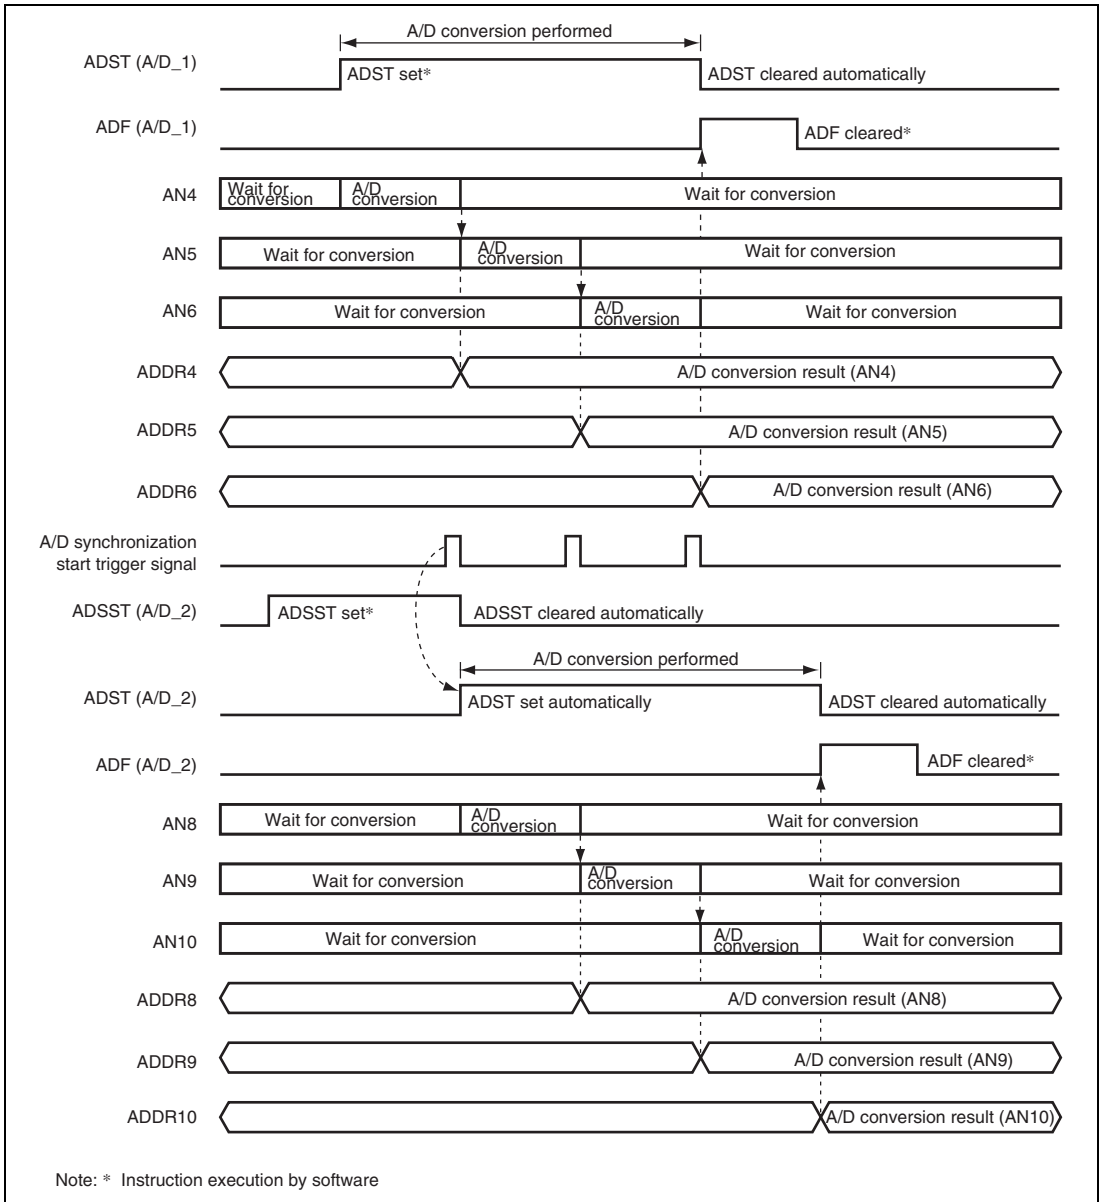 A/D conversion performed
ADST (A/D_1)
ADST set*
ADST cleared automatically
ADF (A/D_1)
ADF cleared*
AN4
Wait for
conversion
A/D
conversion
Wait for conversion
AN5
Wait for conversion
A/D
conversion
Wait for conversion
AN6
Wait for conversion
A/D
conversion
Wait for conversion
ADDR4
A/D conversion result (AN4)
ADDR5
A/D conversion result (AN5)
ADDR6
A/D conversion result (AN6)
A/D synchronization
start trigger signal
ADSST (A/D_2)
ADSST set*
ADSST cleared automatically
A/D conversion performed
ADST (A/D_2)
ADST set automatically
ADST cleared automatically
ADF (A/D_2)
ADF cleared*
AN8
Wait for conversion
A/D
conversion
Wait for conversion
AN9
Wait for conversion
A/D
conversion
Wait for conversion
AN10
Wait for conversion
A/D
conversion
Wait for conversion
ADDR8
A/D conversion result (AN8)
ADDR9
A/D conversion result (AN9)
ADDR10
A/D conversion result (AN10)
Note: * Instruction execution by software